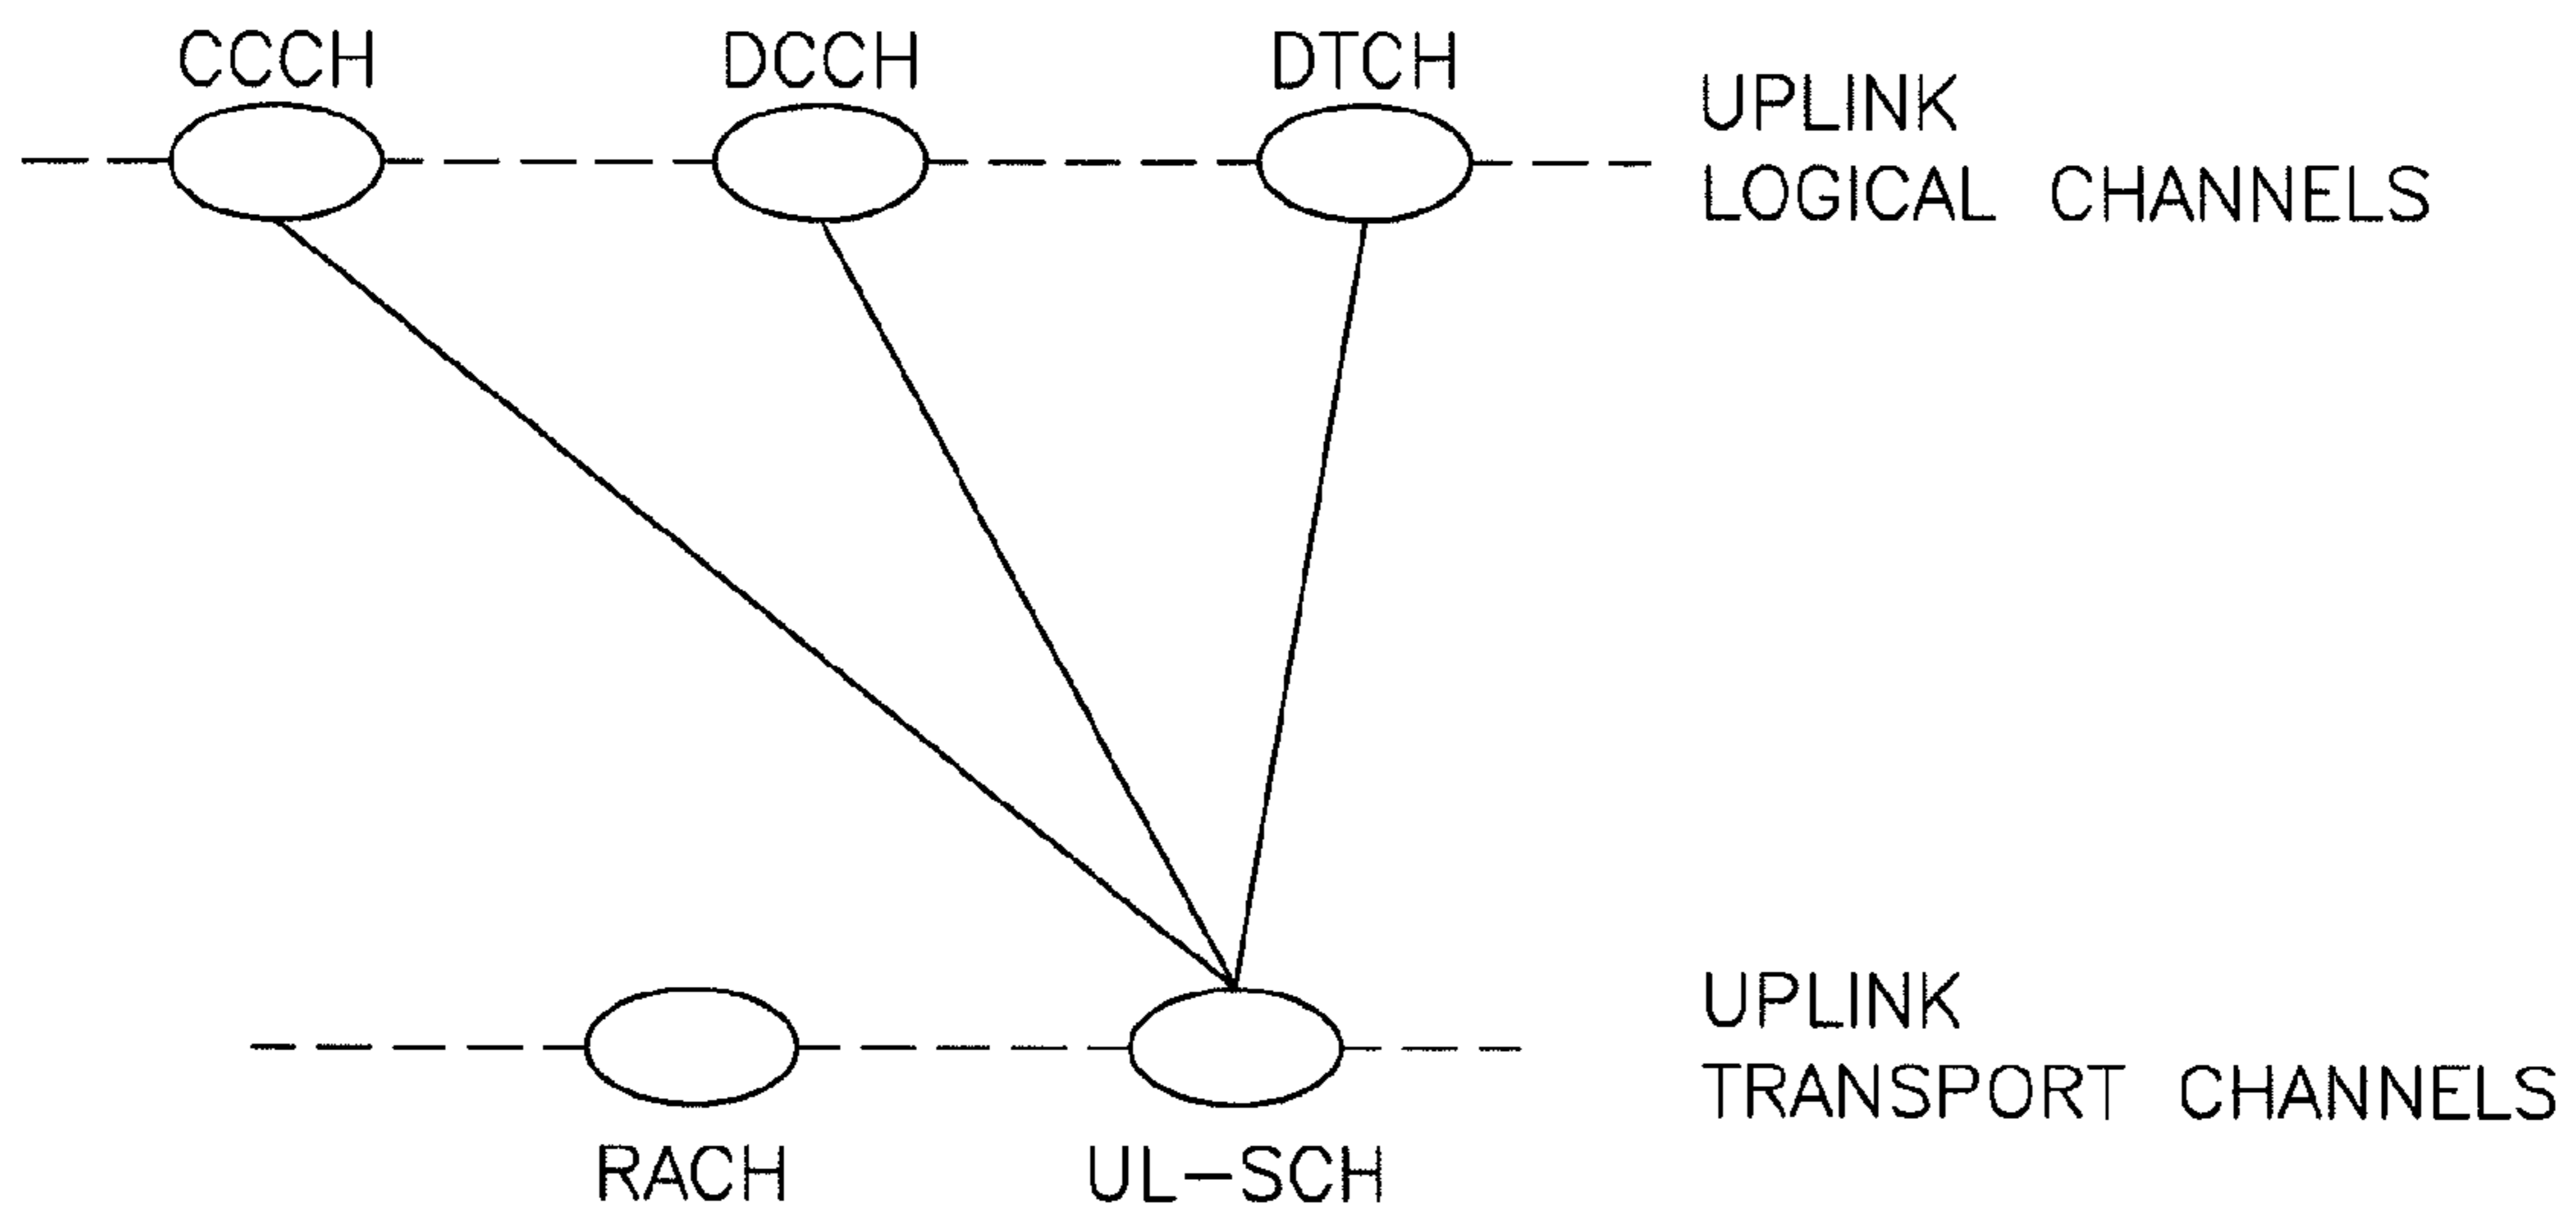 CCCH
DCCH
DTCH
UPLINK
LOGICAL CHANNELS
UPLINK
TRANSPORT CHANNELS
RACH
UL-SCH